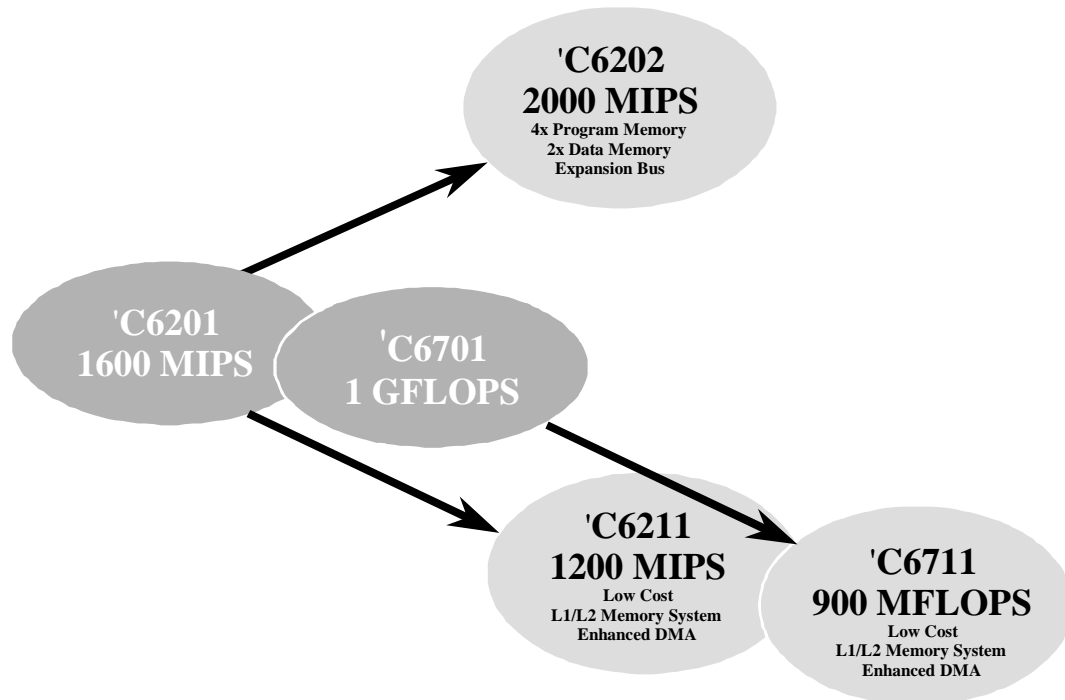 'C6202
2000 MIPS
4x Program Memory
2x Data Memory
Expansion Bus
'C6201
1600 MIPS
'C6701
1 GFLOPS
'C6211
1200 MIPS
Low Cost
L1/L2 Memory System
Enhanced DMA
'C6711
900 MFLOPS
Low Cost
L1/L2 Memory System
Enhanced DMA